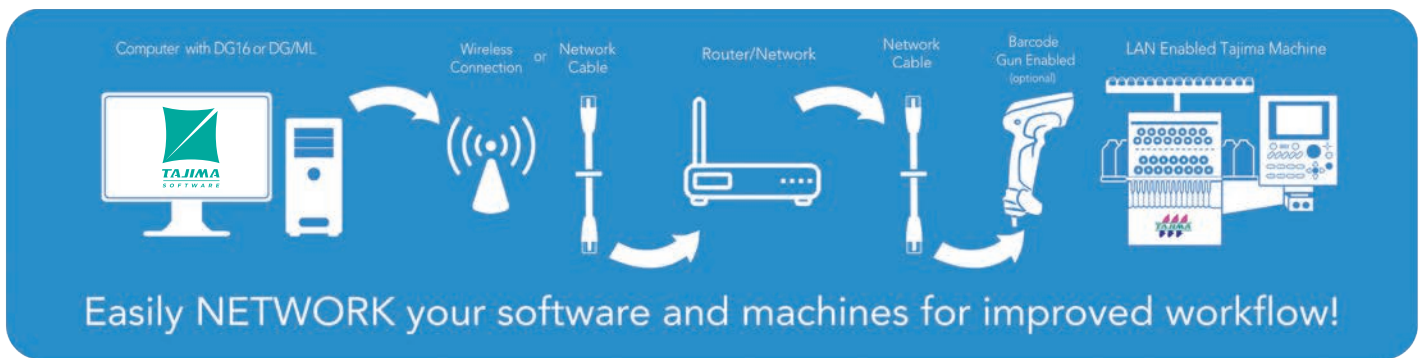 Computer with DG16 or DG/ML
Wireless
Connection
or
Network
Cable
Router/Network
Network
Cable
Barcode
Gun Enabled
(optional)
LAN Enabled Tajima Machine
TAJIMA
SOFTWARE
TAJIMA
Easily NETWORK your software and machines for improved workflow!